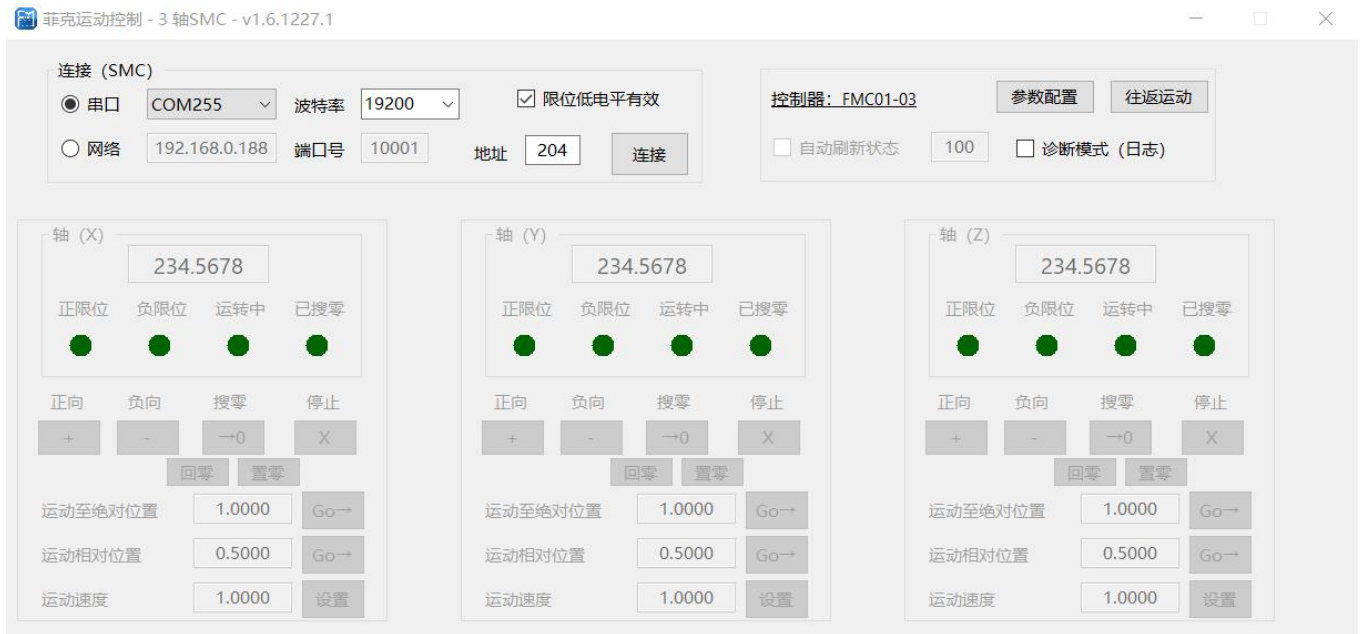 菲克运动控制 - 3 轴SMC - v1.6.1227.1
连接 (SMC)
串口 COM255 波特率 19200 限位低电平有效
网络 192.168.0.188 端口号 10001 地址 204 连接
控制器: FMC01-03 参数配置 往返运动
自动刷新状态 100 诊断模式 (日志)
轴 (X)
234.5678
正限位 负限位 运转中 已搜零
正向 负向 搜零 停止
+ - →0 X
回零 置零
运动至绝对位置 1.0000 Go→
运动相对位置 0.5000 Go→
运动速度 1.0000 设置
轴 (Y)
234.5678
正限位 负限位 运转中 已搜零
正向 负向 搜零 停止
+ - →0 X
回零 置零
运动至绝对位置 1.0000 Go→
运动相对位置 0.5000 Go→
运动速度 1.0000 设置
轴 (Z)
234.5678
正限位 负限位 运转中 已搜零
正向 负向 搜零 停止
+ - →0 X
回零 置零
运动至绝对位置 1.0000 Go→
运动相对位置 0.5000 Go→
运动速度 1.0000 设置